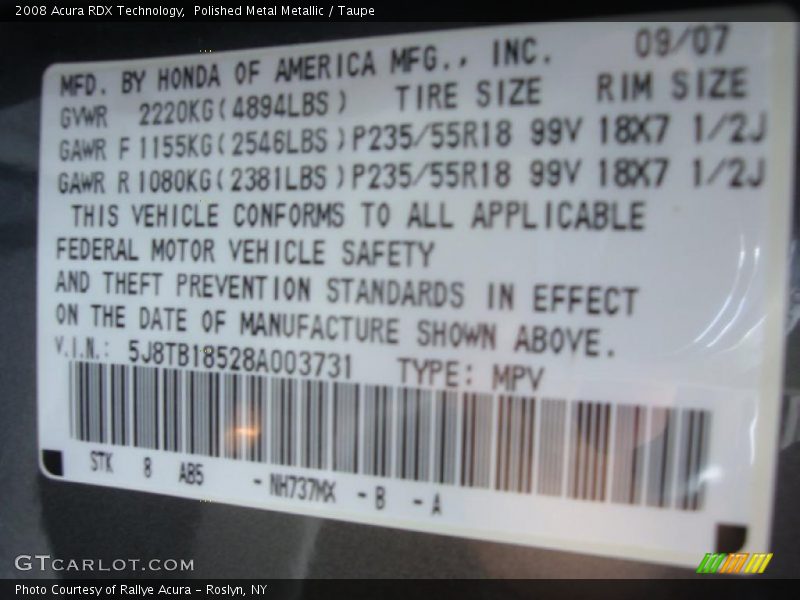 2008 Acura RDX Technology,  Polished Metal Metallic / Taupe
MFD. BY HONDA OF AMERICA MFG., INC. 09/07
GVWR 2220KG(4894LBS) TIRE SIZE RIM SIZE
GAWR F1155KG(2546LBS)P235/55R18 99V 18X7 1/2J
GAWR R1080KG(2381LBS)P235/55R18 99V 18X7 1/2J
THIS VEHICLE CONFORMS TO ALL APPLICABLE
FEDERAL MOTOR VEHICLE SAFETY
AND THEFT PREVENTION STANDARDS IN EFFECT
ON THE DATE OF MANUFACTURE SHOWN ABOVE.
V.I.N.: 5J8TB18528A003731 TYPE: MPV
STK 8 AB5 -NH737MX -B -A
GTCARLOT.COM
Photo Courtesy of Rallye Acura – Roslyn, NY